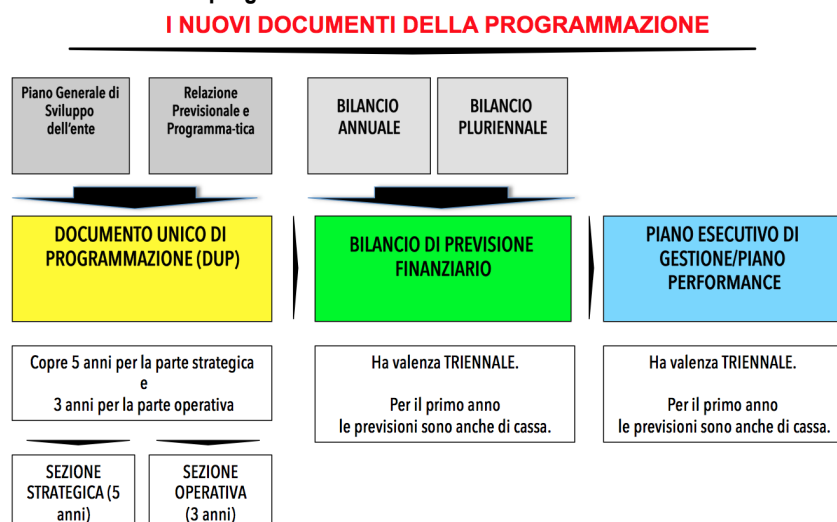 I NUOVI DOCUMENTI DELLA PROGRAMMAZIONE
Piano Generale di
Sviluppo
dell'ente
Relazione
Previsionale e
Programma-tica
BILANCIO
ANNUALE
BILANCIO
PLURIENNALE
DOCUMENTO UNICO DI
PROGRAMMAZIONE (DUP)
BILANCIO DI PREVISIONE
FINANZIARIO
PIANO ESECUTIVO DI
GESTIONE/PIANO
PERFORMANCE
Copre 5 anni per la parte strategica
e
3 anni per la parte operativa
Ha valenza TRIENNALE.
Per il primo anno
le previsioni sono anche di cassa.
Ha valenza TRIENNALE.
Per il primo anno
le previsioni sono anche di cassa.
SEZIONE
STRATEGICA (5
anni)
SEZIONE
OPERATIVA
(3 anni)